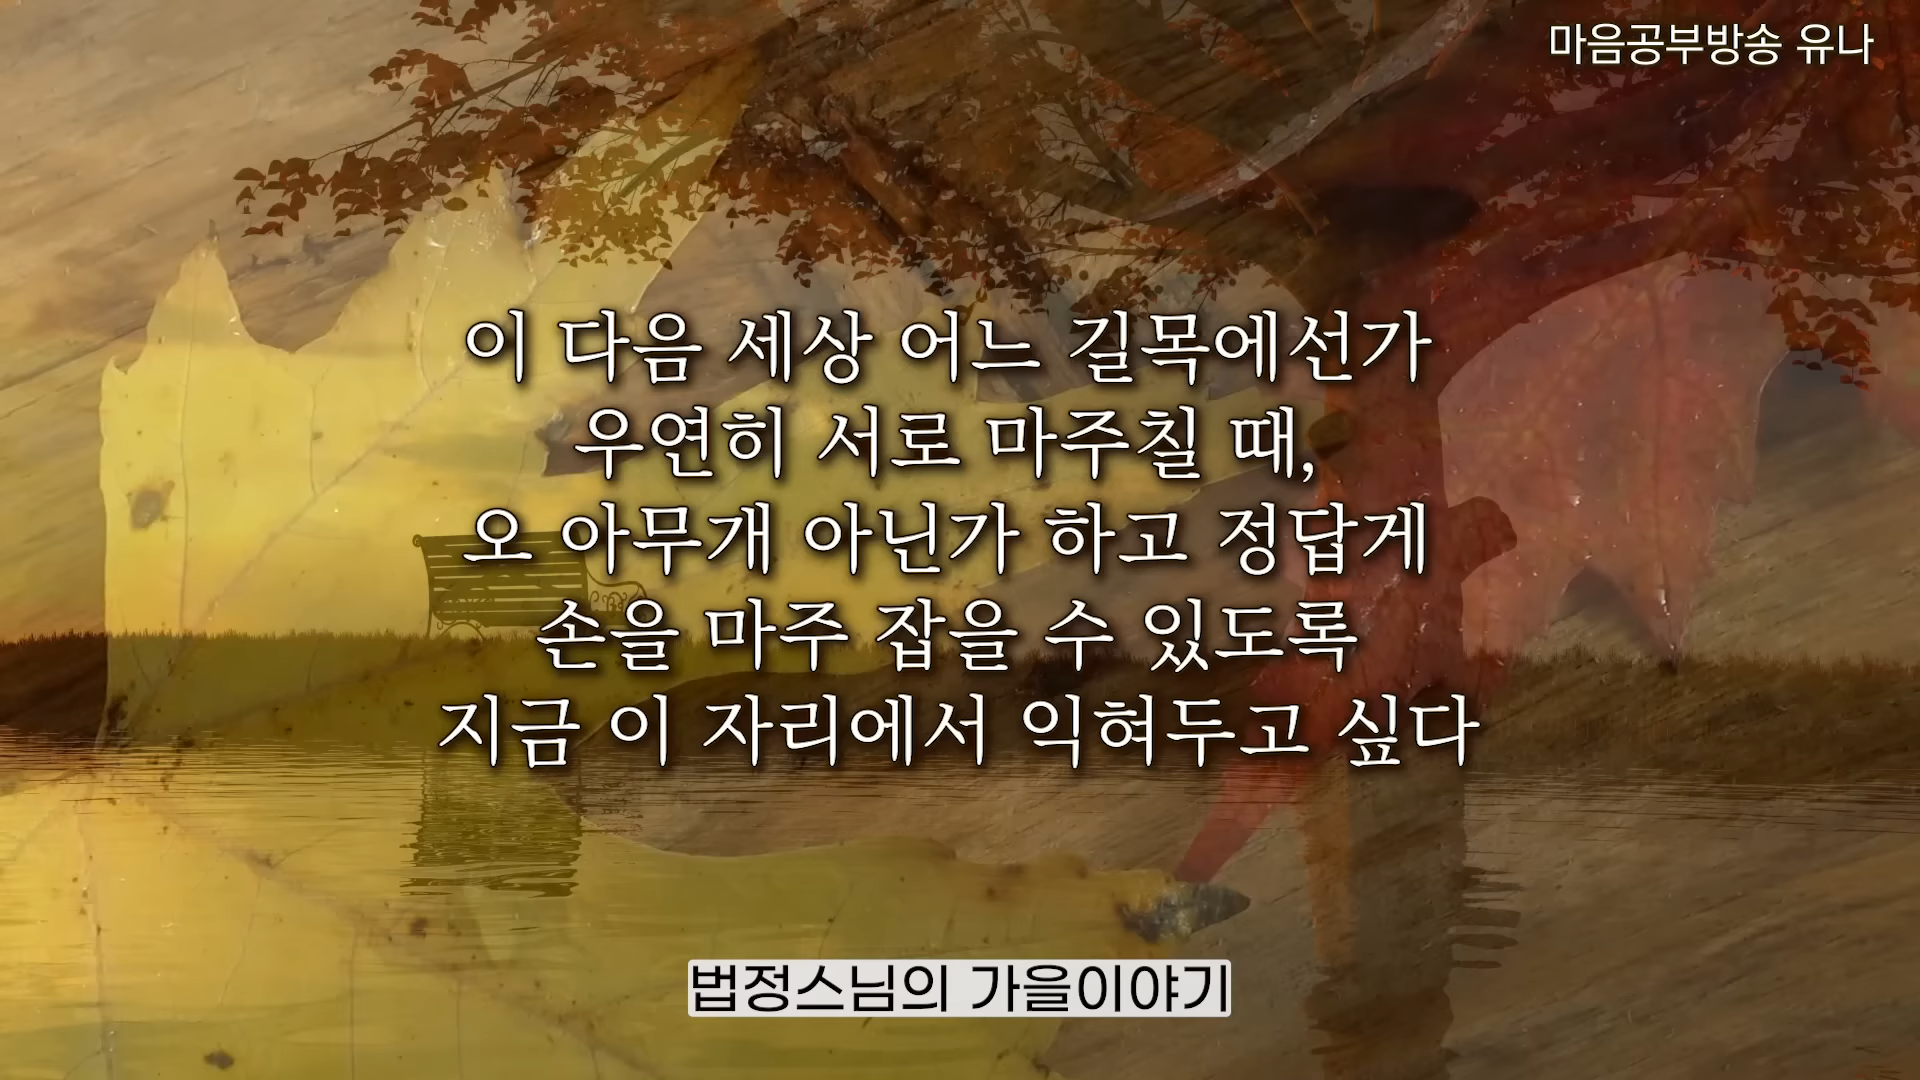 마음공부방송 유나
이 다음 세상 어느 길목에선가
우연히 서로 마주칠 때,
오 아무개 아닌가 하고 정답게
손을 마주 잡을 수 있도록
지금 이 자리에서 익혀두고 싶다
법정스님의 가을이야기